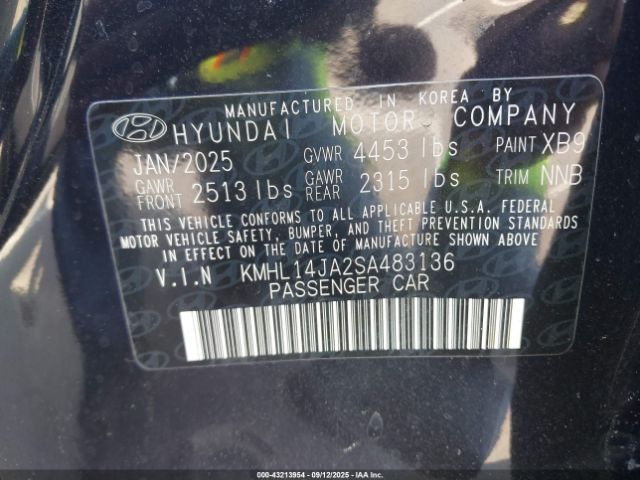 MANUFACTURED IN KOREA BY
HYUNDAI MOTOR COMPANY
JAN/2025 GVWR 4453 lbs PAINT XB9
GAWR FRONT 2513 lbs GAWR REAR 2315 lbs TRIM NNB
THIS VEHICLE CONFORMS TO ALL APPLICABLE U.S.A. FEDERAL
MOTOR VEHICLE SAFETY, BUMPER, AND THEFT PREVENTION STANDARDS
IN EFFECT ON THE DATE OF MANUFACTURE SHOWN ABOVE.
V.I.N KMHL14JA2SA483136
PASSENGER CAR
000-43213954 - 09/12/2025 - IAA Inc.